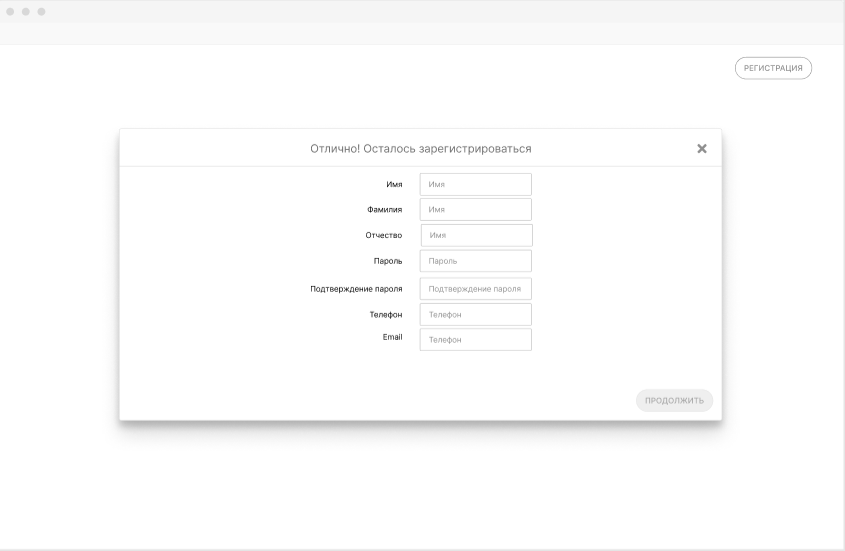 РЕГИСТРАЦИЯ
Отлично! Осталось зарегистрироваться
Имя Имя
Фамилия Имя
Отчество Имя
Пароль Пароль
Подтверждение пароля Подтверждение пароля
Телефон Телефон
Email Телефон
ПРОДОЛЖИТЬ